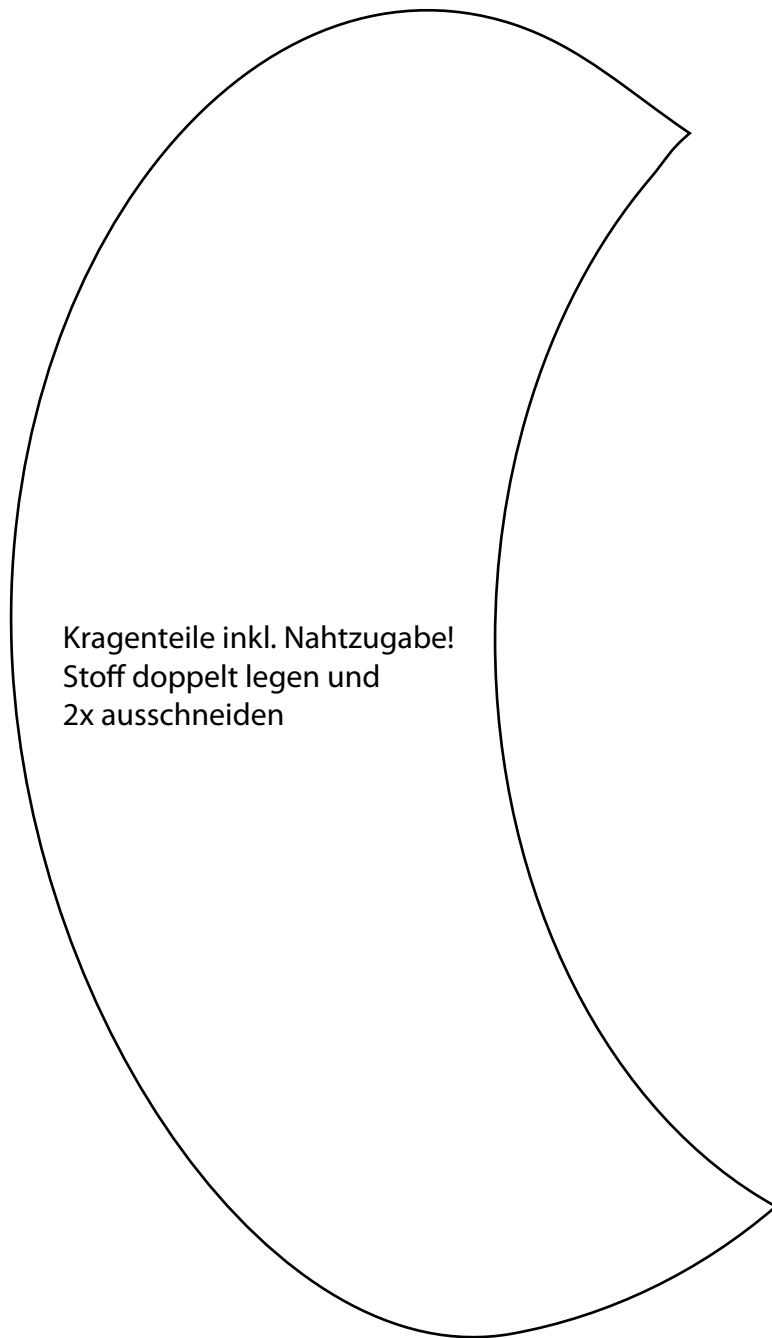 Kragenteile inkl. Nahtzugabe!
Stoff doppelt legen und
2x ausschneiden